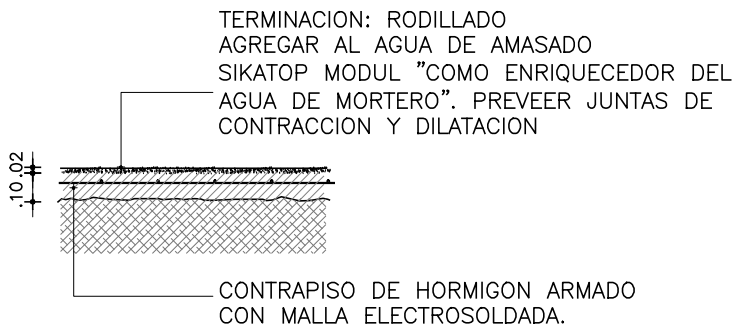 TERMINACION: RODILLADO
AGREGAR AL AGUA DE AMASADO
SIKATOP MODUL "COMO ENRIQUECEDOR DEL
AGUA DE MORTERO". PREVEER JUNTAS DE
CONTRACCION Y DILATACION
.02
.10
CONTRAPISO DE HORMIGON ARMADO
CON MALLA ELECTROSOLDADA.